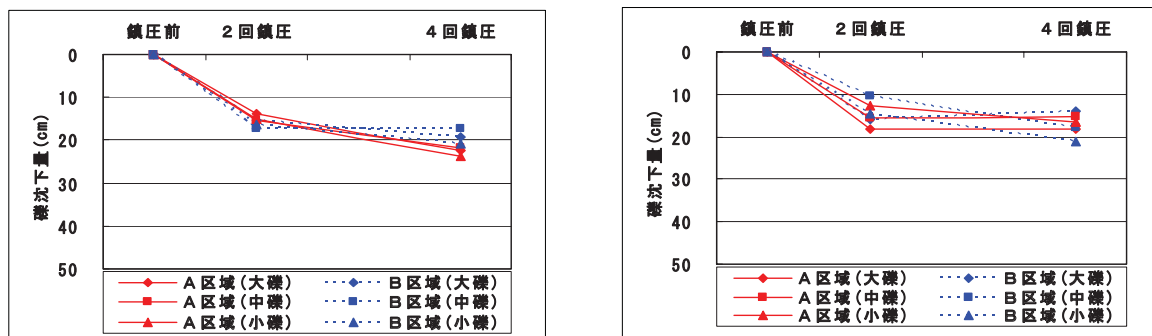 鎮圧前 2回鎮圧 4回鎮圧
0
10
20
30
40
50
礫沈下量(cm)
A区域(大礫) B区域(大礫)
A区域(中礫) B区域(中礫)
A区域(小礫) B区域(小礫)
鎮圧前 2回鎮圧 4回鎮圧
0
10
20
30
40
50
礫沈下量(cm)
A区域(大礫) B区域(大礫)
A区域(中礫) B区域(中礫)
A区域(小礫) B区域(小礫)